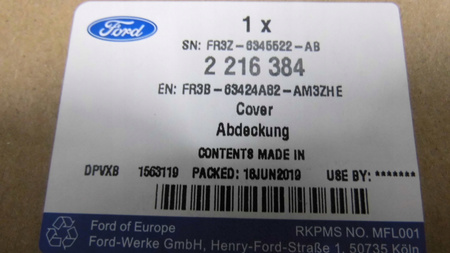 Ford
1 x
SN: FR3Z-6345522-AB
2 216 384
EN: FR3B-63424A62-AM3ZHE
Cover
Abdeckung
CONTENTS MADE IN
DPVXB 1563119 PACKED: 18JUN2019 USE BY: *******
Ford of Europe
RKPMS NO. MFL001
Ford-Werke GmbH, Henry-Ford-Straße 1, 50735 Köln